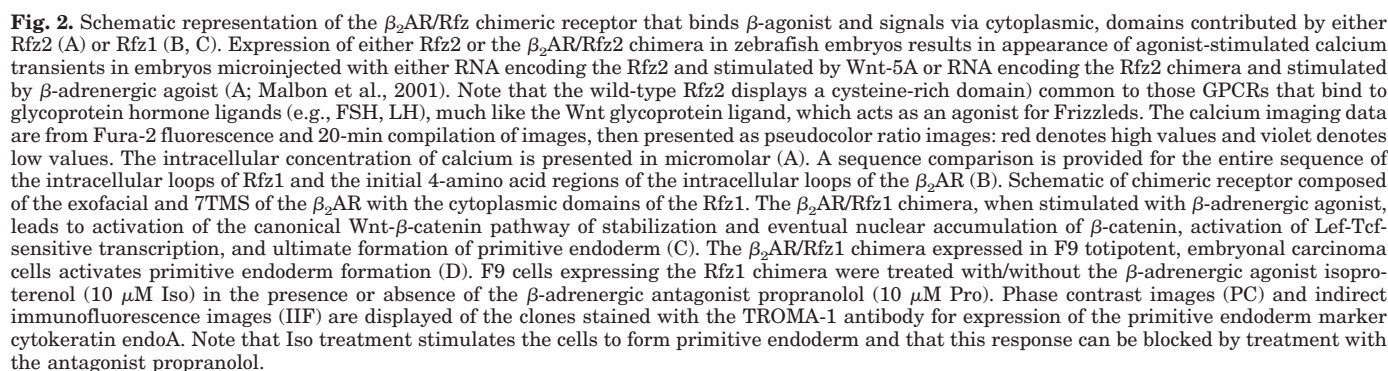 Fig. 2. Schematic representation of the β₂AR/Rfz chimeric receptor that binds β-agonist and signals via cytoplasmic, domains contributed by either
Rfz2 (A) or Rfz1 (B, C). Expression of either Rfz2 or the β₂AR/Rfz2 chimera in zebrafish embryos results in appearance of agonist-stimulated calcium
transients in embryos microinjected with either RNA encoding the Rfz2 and stimulated by Wnt-5A or RNA encoding the Rfz2 chimera and stimulated
by β-adrenergic agoist (A; Malbon et al., 2001). Note that the wild-type Rfz2 displays a cysteine-rich domain) common to those GPCRs that bind to
glycoprotein hormone ligands (e.g., FSH, LH), much like the Wnt glycoprotein ligand, which acts as an agonist for Frizzleds. The calcium imaging data
are from Fura-2 fluorescence and 20-min compilation of images, then presented as pseudocolor ratio images: red denotes high values and violet denotes
low values. The intracellular concentration of calcium is presented in micromolar (A). A sequence comparison is provided for the entire sequence of
the intracellular loops of Rfz1 and the initial 4-amino acid regions of the intracellular loops of the β₂AR (B). Schematic of chimeric receptor composed
of the exofacial and 7TMS of the β₂AR with the cytoplasmic domains of the Rfz1. The β₂AR/Rfz1 chimera, when stimulated with β-adrenergic agonist,
leads to activation of the canonical Wnt-β-catenin pathway of stabilization and eventual nuclear accumulation of β-catenin, activation of Lef-Tcf-
sensitive transcription, and ultimate formation of primitive endoderm (C). The β₂AR/Rfz1 chimera expressed in F9 totipotent, embryonal carcinoma
cells activates primitive endoderm formation (D). F9 cells expressing the Rfz1 chimera were treated with/without the β-adrenergic agonist isopro-
terenol (10 μM Iso) in the presence or absence of the β-adrenergic antagonist propranolol (10 μM Pro). Phase contrast images (PC) and indirect
immunofluorescence images (IIF) are displayed of the clones stained with the TROMA-1 antibody for expression of the primitive endoderm marker
cytokeratin endoA. Note that Iso treatment stimulates the cells to form primitive endoderm and that this response can be blocked by treatment with
the antagonist propranolol.